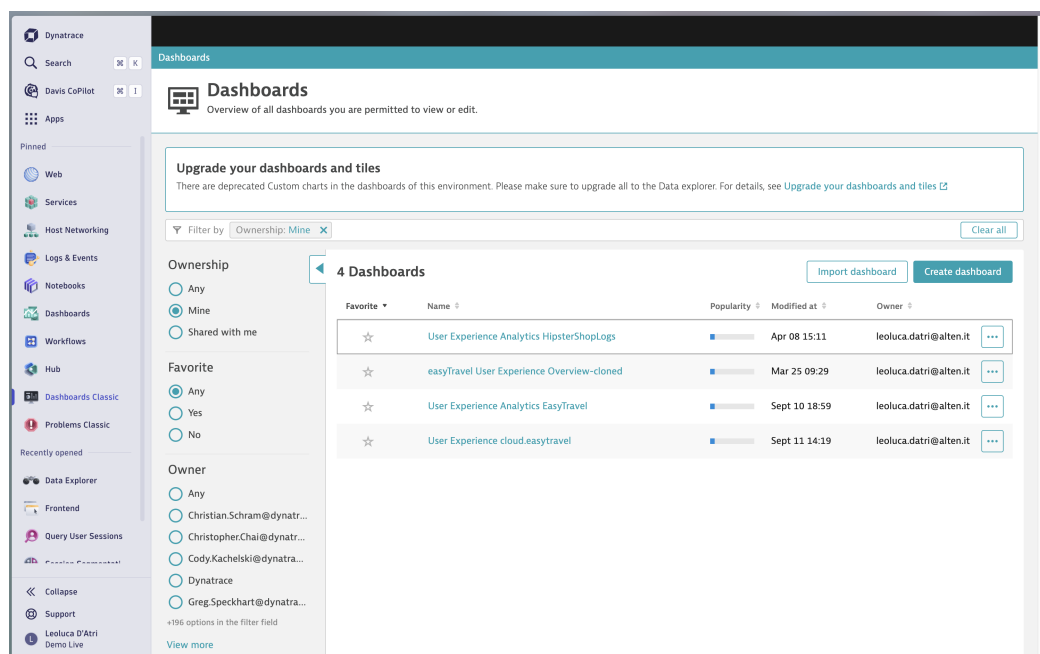 Dynatrace
Search ⌘ K
Davis CoPilot ⌘ I
Apps
Pinned
Web
Services
Host Networking
Logs & Events
Notebooks
Dashboards
Workflows
Hub
Dashboards Classic
Problems Classic
Recently opened
Data Explorer
Frontend
Query User Sessions
Collapse
Support
L
Leoluca D'Atri
Demo Live
Dashboards
Dashboards
Overview of all dashboards you are permitted to view or edit.
Upgrade your dashboards and tiles
There are deprecated Custom charts in the dashboards of this environment. Please make sure to upgrade all to the Data explorer. For details, see Upgrade your dashboards and tiles
Filter by Ownership: Mine X Clear all
Ownership
Any
Mine
Shared with me
Favorite
Any
Yes
No
Owner
Any
Christian.Schram@dynatr...
Christopher.Chai@dynatr...
Cody.Kachelski@dynatra...
Dynatrace
Greg.Speckhart@dynatra...
+196 options in the filter field
View more
4 Dashboards Import dashboard Create dashboard
Favorite Name Popularity Modified at Owner
User Experience Analytics HipsterShopLogs Apr 08 15:11 leoluca.datri@alten.it ...
easyTravel User Experience Overview-cloned Mar 25 09:29 leoluca.datri@alten.it ...
User Experience Analytics EasyTravel Sept 10 18:59 leoluca.datri@alten.it ...
User Experience cloud.easytravel Sept 11 14:19 leoluca.datri@alten.it ...